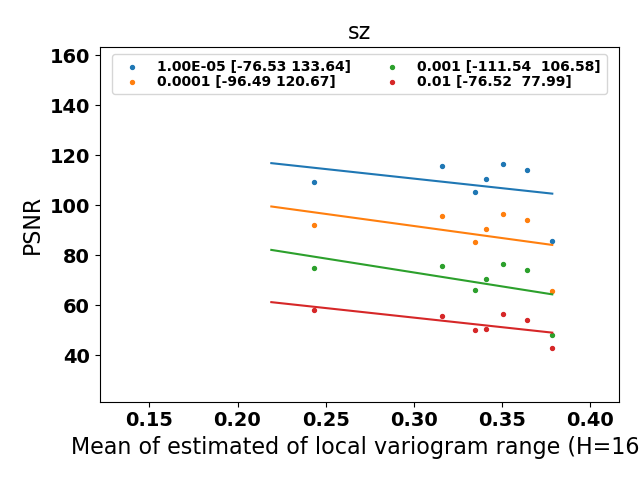 sz
1.00E-05 [-76.53 133.64]
0.0001 [-96.49 120.67]
0.001 [-111.54  106.58]
0.01 [-76.52  77.99]
PSNR
160
140
120
100
80
60
40
0.15 0.20 0.25 0.30 0.35 0.40
Mean of estimated of local variogram range (H=16